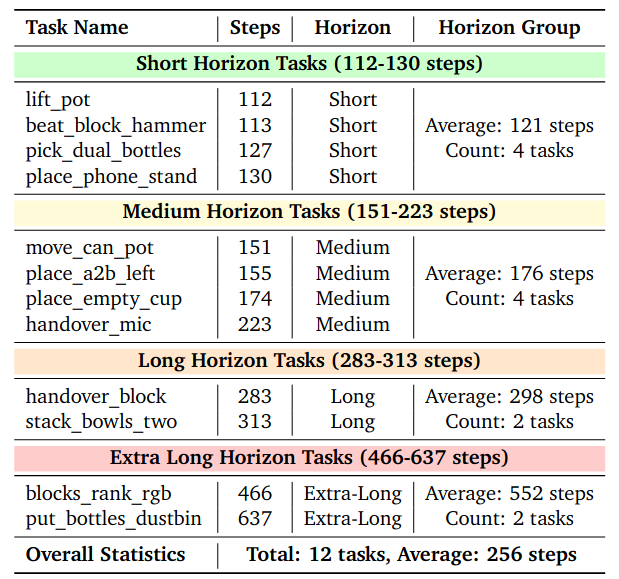 Task Name Steps Horizon Horizon Group
Short Horizon Tasks (112-130 steps)
lift_pot 112 Short
beat_block_hammer 113 Short Average: 121 steps
pick_dual_bottles 127 Short Count: 4 tasks
place_phone_stand 130 Short
Medium Horizon Tasks (151-223 steps)
move_can_pot 151 Medium
place_a2b_left 155 Medium Average: 176 steps
place_empty_cup 174 Medium Count: 4 tasks
handover_mic 223 Medium
Long Horizon Tasks (283-313 steps)
handover_block 283 Long Average: 298 steps
stack_bowls_two 313 Long Count: 2 tasks
Extra Long Horizon Tasks (466-637 steps)
blocks_rank_rgb 466 Extra-Long Average: 552 steps
put_bottles_dustbin 637 Extra-Long Count: 2 tasks
Overall Statistics Total: 12 tasks, Average: 256 steps